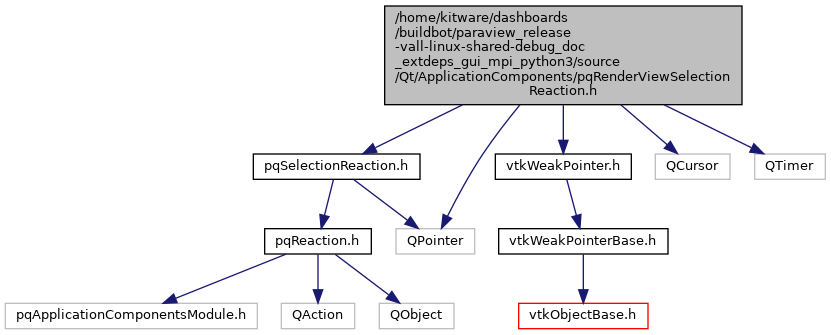 /home/kitware/dashboards
/buildbot/paraview_release
-vall-linux-shared-debug_doc
_extdeps_gui_mpi_python3/source
/Qt/ApplicationComponents/pqRenderViewSelection
Reaction.h
pqSelectionReaction.h
vtkWeakPointer.h
QCursor
QTimer
pqReaction.h
QPointer
vtkWeakPointerBase.h
pqApplicationComponentsModule.h
QAction
QObject
vtkObjectBase.h